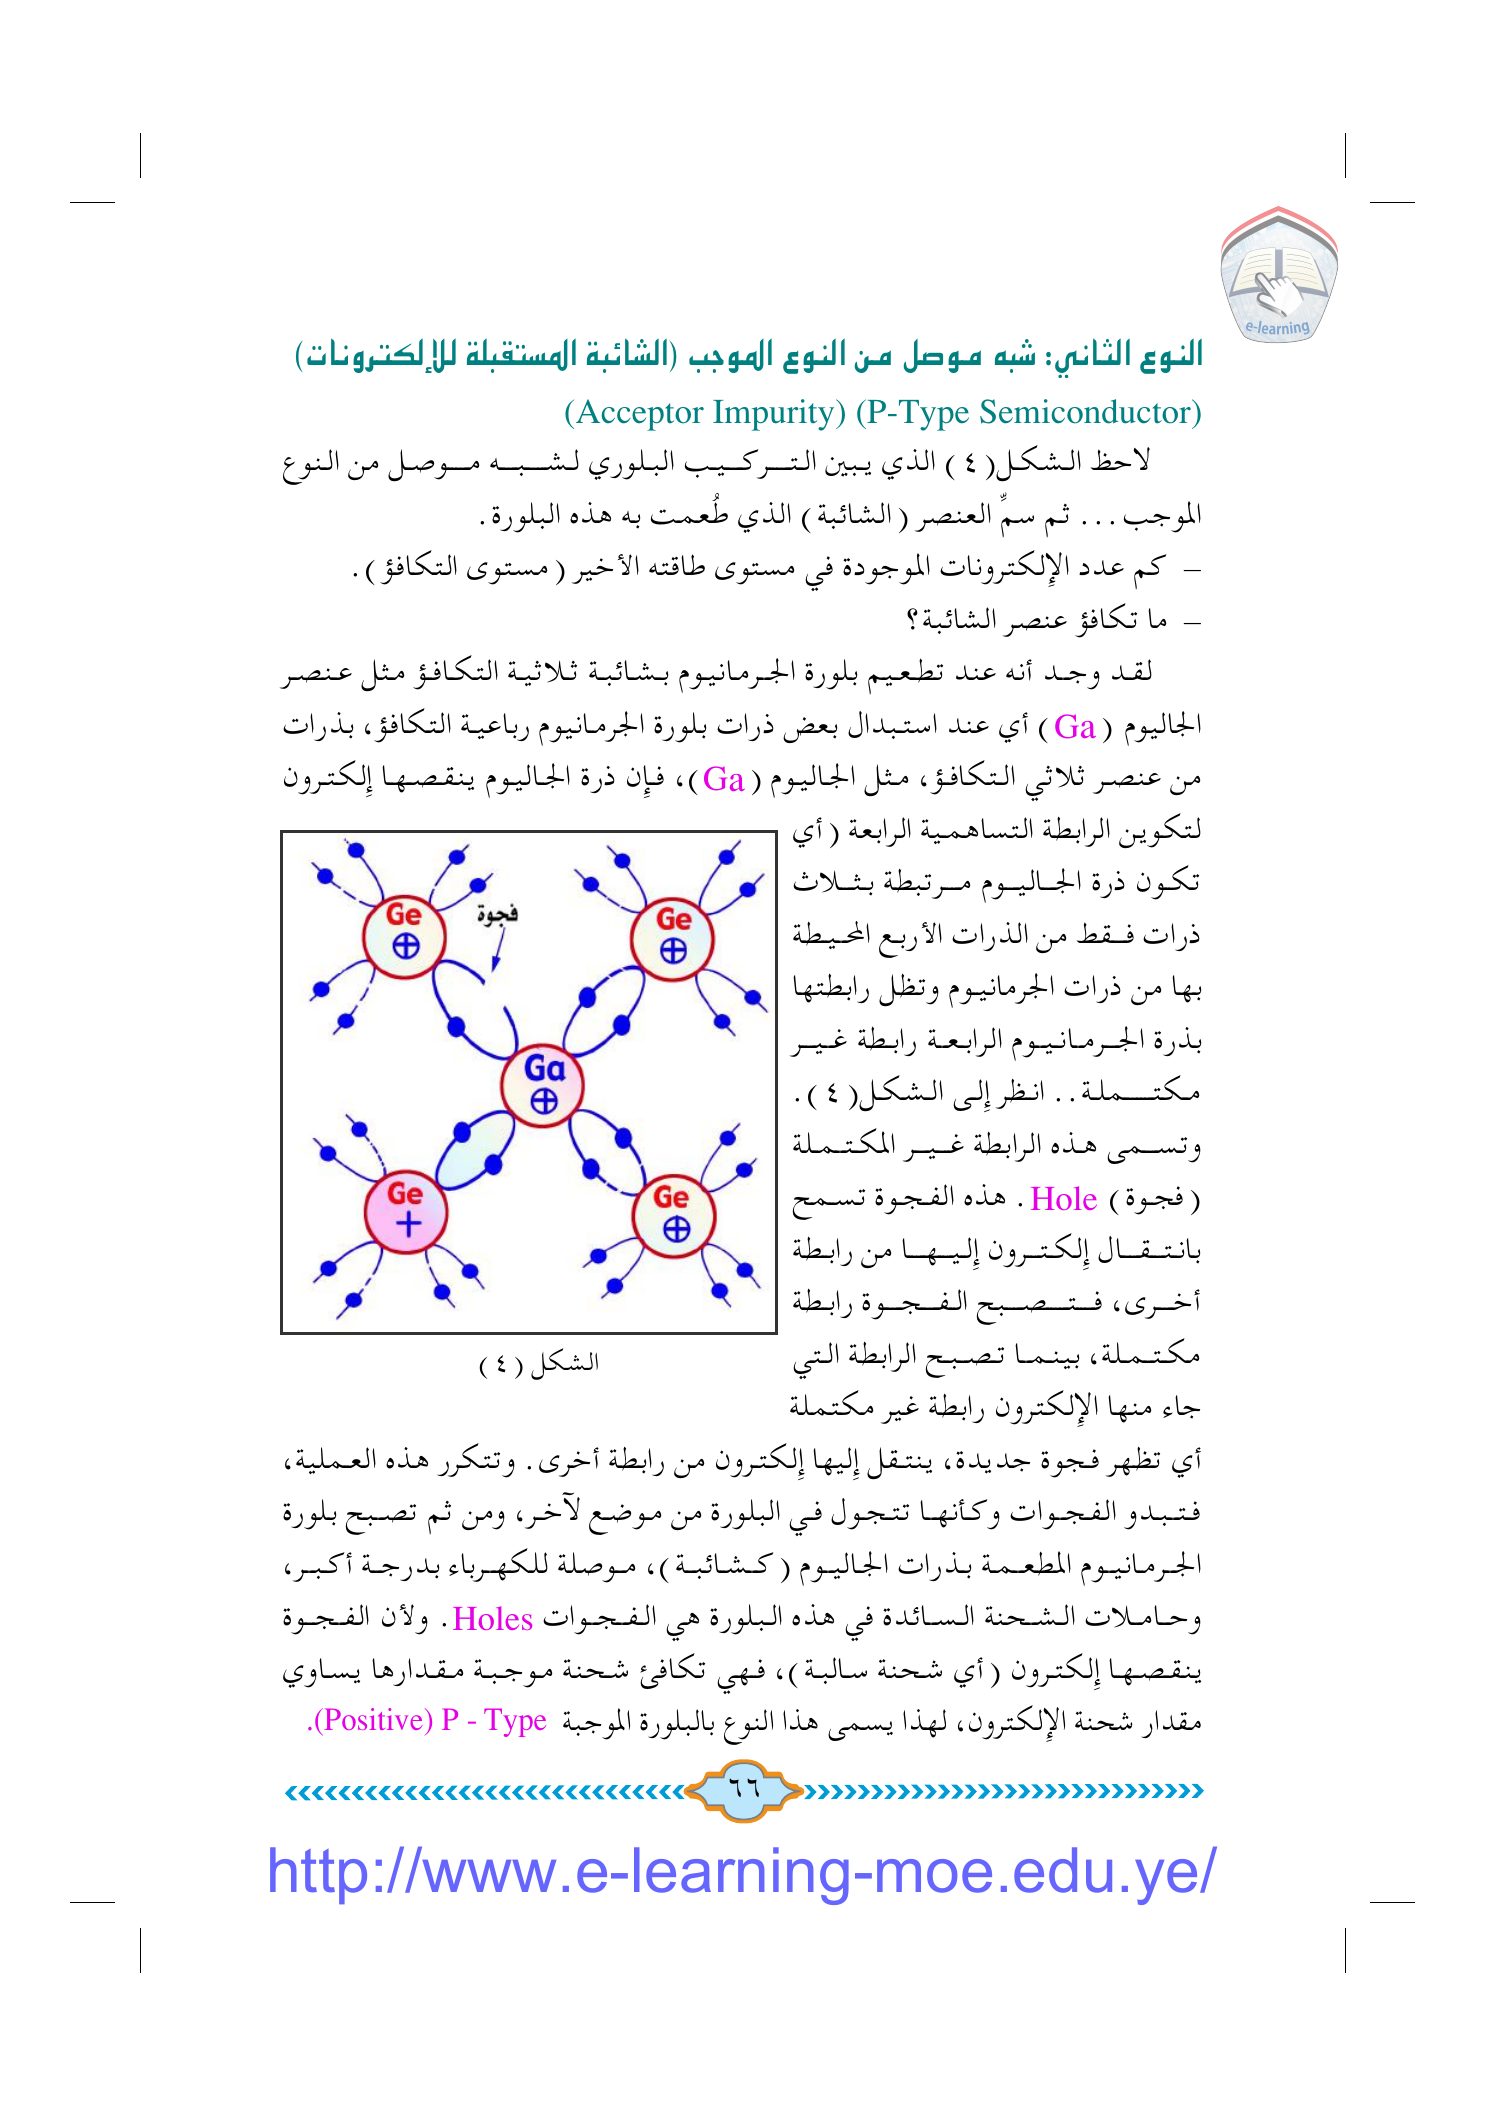 e-learning
النوع الثاني: شبه موصل من النوع الموجب (الشائبة المستقبلة للإلكترونات)
(Acceptor Impurity) (P-Type Semiconductor)
لاحظ الشكل( ٤ ) الذي يبين التركيب البلوري لشبه موصل من النوع
الموجب... ثم سمِّ العنصر ( الشائبة ) الذي طُعمت به هذه البلورة.
– كم عدد الإلكترونات الموجودة في مستوى طاقته الأخير ( مستوى التكافؤ ).
– ما تكافؤ عنصر الشائبة؟
لقد وجد أنه عند تطعيم بلورة الجرمانيوم بشائبة ثلاثية التكافؤ مثل عنصر
الجاليوم ( Ga ) أي عند استبدال بعض ذرات بلورة الجرمانيوم رباعية التكافؤ، بذرات
من عنصر ثلاثي التكافؤ، مثل الجاليوم ( Ga )، فإن ذرة الجاليوم ينقصها إلكترون
لتكوين الرابطة التساهمية الرابعة ( أي
تكون ذرة الجاليوم مرتبطة بثلاث
ذرات فقط من الذرات الأربع المحيطة
بها من ذرات الجرمانيوم وتظل رابطتها
بذرة الجرمانيوم الرابعة رابطة غير
مكتملة.. انظر إلى الشكل( ٤ ).
وتسمى هذه الرابطة غير المكتملة
( فجوة ) Hole . هذه الفجوة تسمح
بانتقال إلكترون إليها من رابطة
أخرى، فتصبح الفجوة رابطة
مكتملة، بينما تصبح الرابطة التي
جاء منها الإلكترون رابطة غير مكتملة
Ge
فجوة
Ge
Ga
Ge
Ge
الشكل ( ٤ )
أي تظهر فجوة جديدة، ينتقل إليها إلكترون من رابطة أخرى. وتتكرر هذه العملية،
فتبدو الفجوات وكأنها تتجول في البلورة من موضع لآخر، ومن ثم تصبح بلورة
الجرمانيوم المطعمة بذرات الجاليوم ( كشائبة )، موصلة للكهرباء بدرجة أكبر،
وحاملات الشحنة السائدة في هذه البلورة هي الفجوات Holes . ولأن الفجوة
ينقصها إلكترون ( أي شحنة سالبة )، فهي تكافئ شحنة موجبة مقدارها يساوي
مقدار شحنة الإلكترون، لهذا يسمى هذا النوع بالبلورة الموجبة (Positive) P - Type.
٦٦
http://www.e-learning-moe.edu.ye/